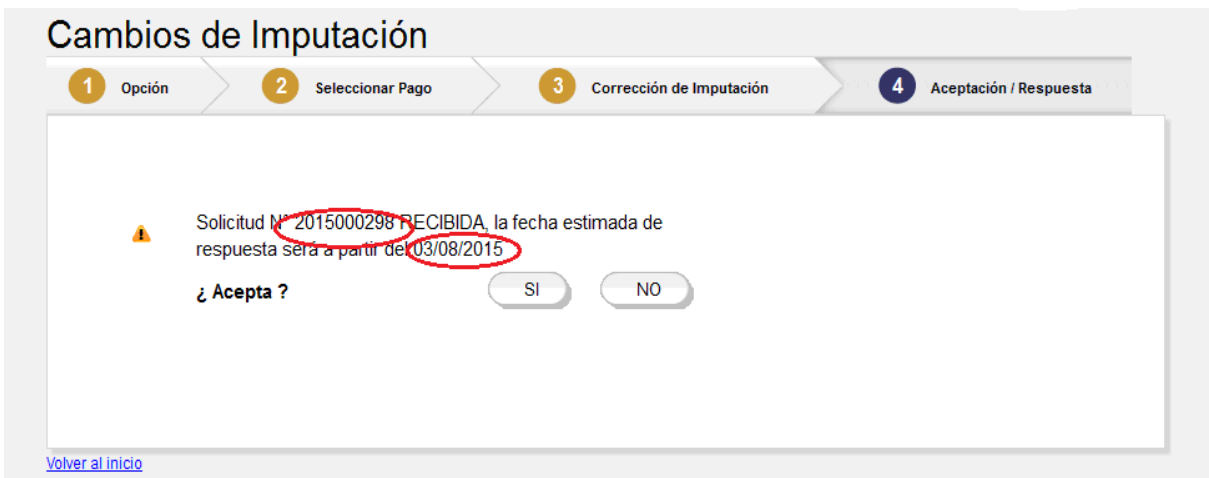 Cambios de Imputación
1 Opción 2 Seleccionar Pago 3 Corrección de Imputación 4 Aceptación / Respuesta
Solicitud N° 2015000298 RECIBIDA, la fecha estimada de
respuesta será a partir del 03/08/2015
¿ Acepta ? SI NO
Volver al inicio